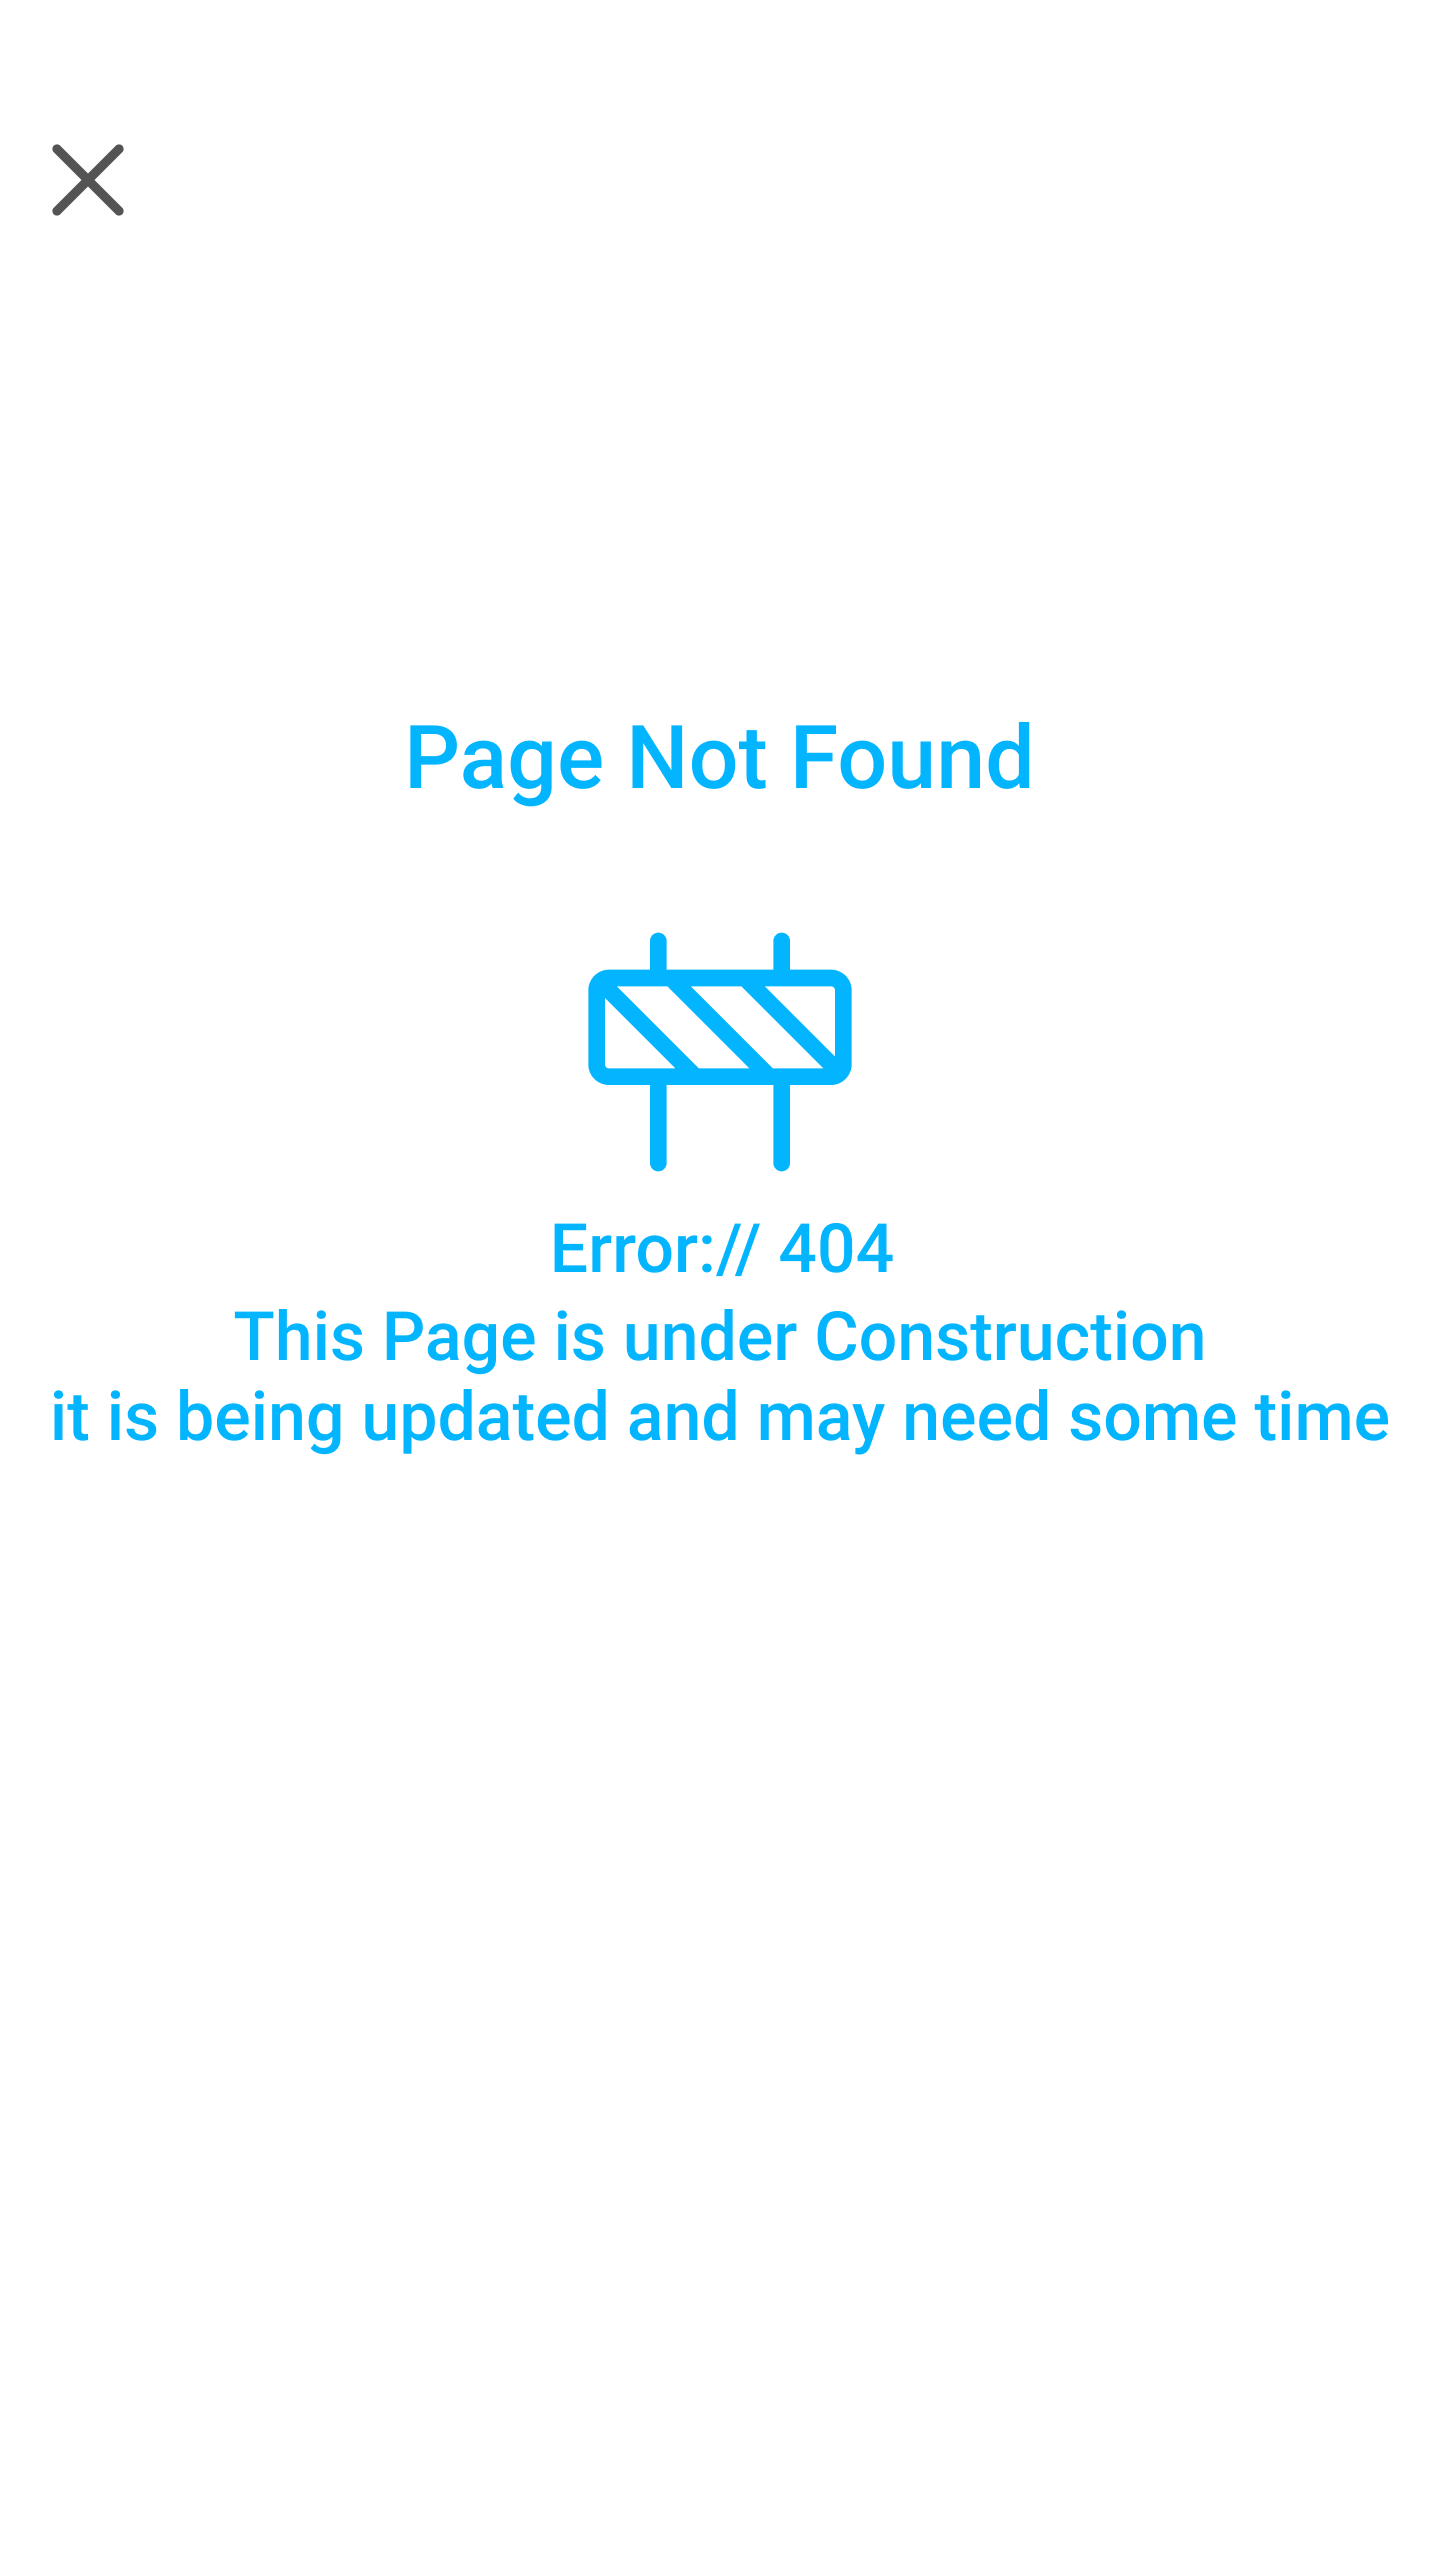 Page Not Found
Error:// 404
This Page is under Construction
it is being updated and may need some time